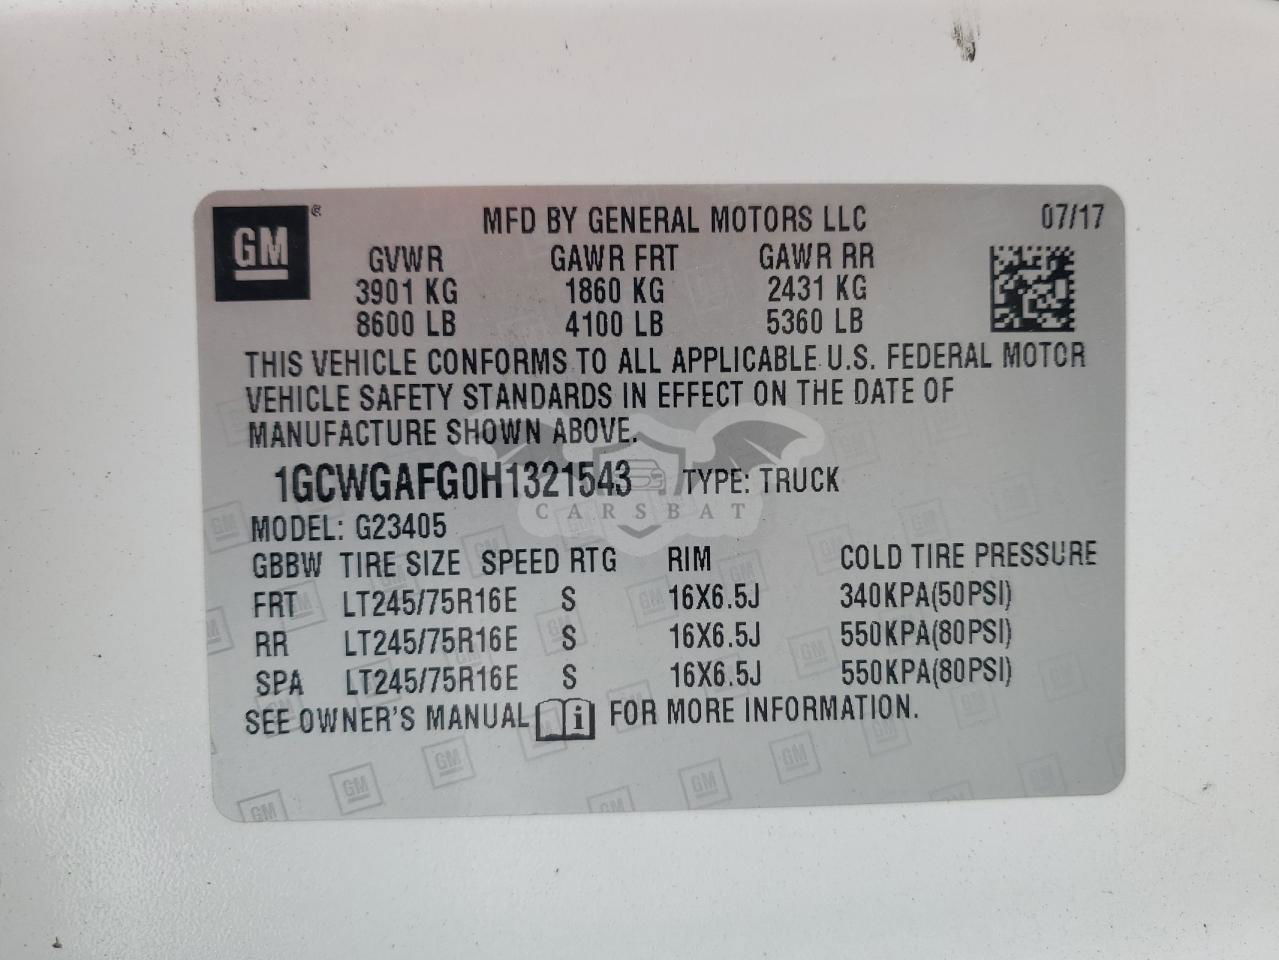 GM ® MFD BY GENERAL MOTORS LLC 07/17
GVWR GAWR FRT GAWR RR
3901 KG 1860 KG 2431 KG
8600 LB 4100 LB 5360 LB
THIS VEHICLE CONFORMS TO ALL APPLICABLE U.S. FEDERAL MOTOR
VEHICLE SAFETY STANDARDS IN EFFECT ON THE DATE OF
MANUFACTURE SHOWN ABOVE.
1GCWGAFG0H1321543 TYPE: TRUCK
CARSBAT
MODEL: G23405
GBBW TIRE SIZE SPEED RTG RIM COLD TIRE PRESSURE
FRT LT245/75R16E S 16X6.5J 340KPA(50PSI)
RR LT245/75R16E S 16X6.5J 550KPA(80PSI)
SPA LT245/75R16E S 16X6.5J 550KPA(80PSI)
SEE OWNER'S MANUAL i FOR MORE INFORMATION.